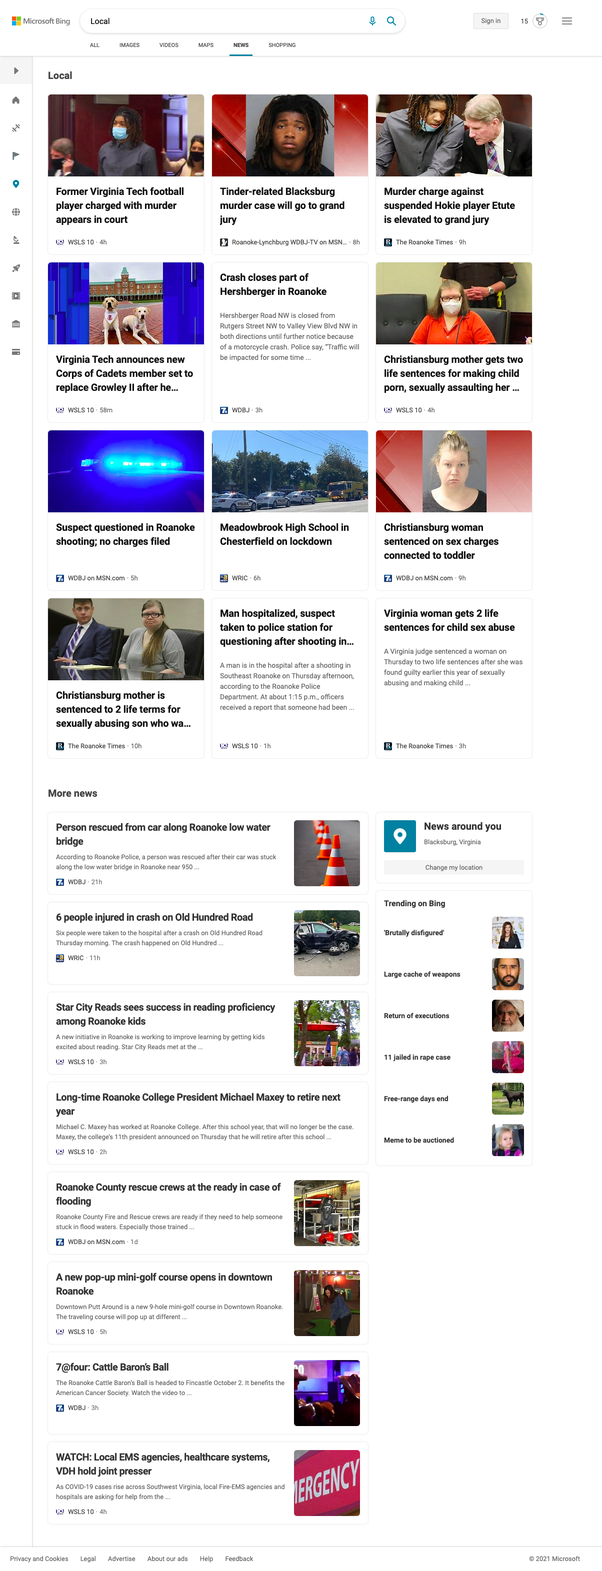 Microsoft Bing
Local
Sign in
15
ALL
IMAGES
VIDEOS
MAPS
NEWS
SHOPPING
Local
Former Virginia Tech football
player charged with murder
appears in court
WSLS 10 · 4h
Tinder-related Blacksburg
murder case will go to grand
jury
Roanoke-Lynchburg WDBJ-TV on MSN... · 8h
Murder charge against
suspended Hokie player Etute
is elevated to grand jury
The Roanoke Times · 9h
Virginia Tech announces new
Corps of Cadets member set to
replace Growley II after he...
WSLS 10 · 58m
Crash closes part of
Hershberger in Roanoke
Hershberger Road NW is closed from
Rutgers Street NW to Valley View Blvd NW in
both directions until further notice because
of a motorcycle crash. Police say, "Traffic will
be impacted for some time ...
WDBJ · 3h
Christiansburg mother gets two
life sentences for making child
porn, sexually assaulting her ...
WSLS 10 · 4h
Suspect questioned in Roanoke
shooting; no charges filed
WDBJ on MSN.com · 5h
Meadowbrook High School in
Chesterfield on lockdown
WRIC · 6h
Christiansburg woman
sentenced on sex charges
connected to toddler
WDBJ on MSN.com · 9h
Christiansburg mother is
sentenced to 2 life terms for
sexually abusing son who wa...
The Roanoke Times · 10h
Man hospitalized, suspect
taken to police station for
questioning after shooting in...
A man is in the hospital after a shooting in
Southeast Roanoke on Thursday afternoon,
according to the Roanoke Police
Department. At about 1:15 p.m., officers
received a report that someone had been ...
WSLS 10 · 1h
Virginia woman gets 2 life
sentences for child sex abuse
A Virginia judge sentenced a woman on
Thursday to two life sentences after she was
found guilty earlier this year of sexually
abusing and making child ...
The Roanoke Times · 3h
More news
Person rescued from car along Roanoke low water
bridge
According to Roanoke Police, a person was rescued after their car was stuck
along the low water bridge in Roanoke near 950 ...
WDBJ · 21h
6 people injured in crash on Old Hundred Road
Six people were taken to the hospital after a crash on Old Hundred Road
Thursday morning. The crash happened on Old Hundred ...
WRIC · 11h
Star City Reads sees success in reading proficiency
among Roanoke kids
A new initiative in Roanoke is working to improve learning by getting kids
excited about reading. Star City Reads met at the ...
WSLS 10 · 3h
Long-time Roanoke College President Michael Maxey to retire next
year
Michael C. Maxey has worked at Roanoke College. After this school year, that will no longer be the case.
Maxey, the college's 11th president announced on Thursday that he will retire after this school ...
WSLS 10 · 2h
Roanoke County rescue crews at the ready in case of
flooding
Roanoke County Fire and Rescue crews are ready if they need to help someone
stuck in flood waters. Especially those trained ...
WDBJ on MSN.com · 1d
A new pop-up mini-golf course opens in downtown
Roanoke
Downtown Putt Around is a new 9-hole mini-golf course in Downtown Roanoke.
The traveling course will pop up at different ...
WSLS 10 · 5h
7@four: Cattle Baron's Ball
The Roanoke Cattle Baron's Ball is headed to Fincastle October 2. It benefits the
American Cancer Society. Watch the video to ...
WDBJ · 3h
WATCH: Local EMS agencies, healthcare systems,
VDH hold joint presser
As COVID-19 cases rise across Southwest Virginia, local Fire-EMS agencies and
hospitals are asking for help from the ...
WSLS 10 · 4h
MERGENCY
News around you
Blacksburg, Virginia
Change my location
Trending on Bing
'Brutally disfigured'
Large cache of weapons
Return of executions
11 jailed in rape case
Free-range days end
Meme to be auctioned
Privacy and Cookies
Legal
Advertise
About our ads
Help
Feedback
© 2021 Microsoft